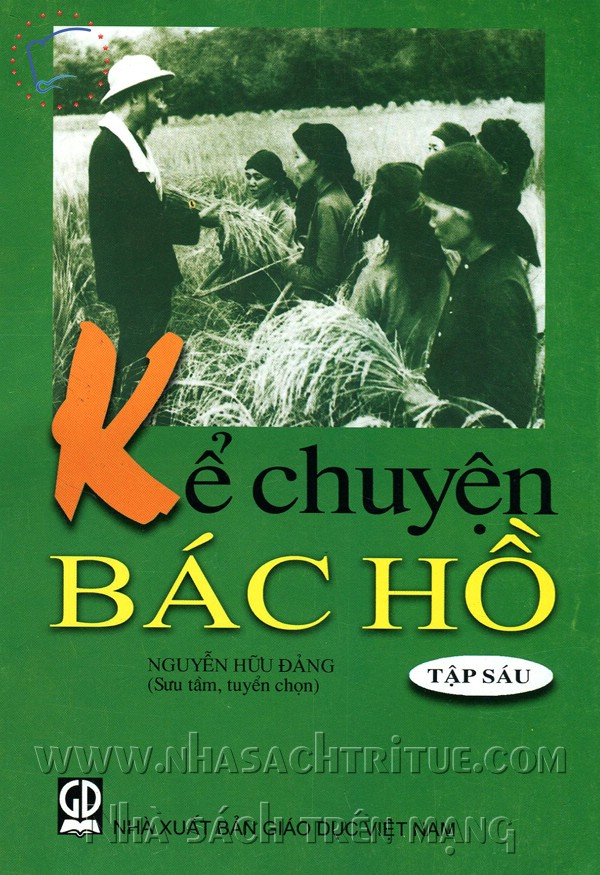 Kể chuyện
BÁC HỒ
NGUYỄN HỮU ĐẢNG
(Sưu tầm, tuyển chọn)
TẬP SÁU
WWW.NHASACHTRITUE.COM
GD
NHÀ XUẤT BẢN GIÁO DỤC VIỆT NAM
NHÀ SÁCH TRÊN MẠNG